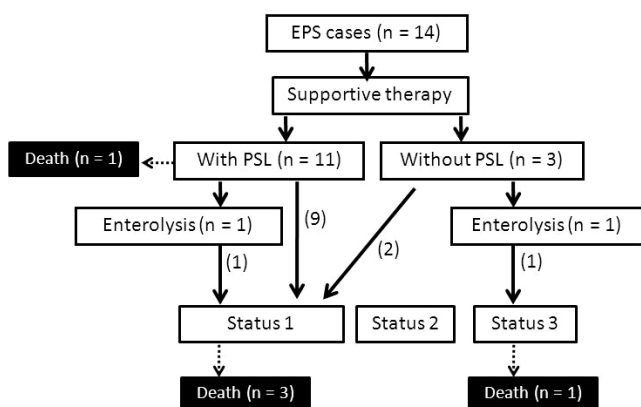 EPS cases (n = 14)
Supportive therapy
Death (n = 1)
With PSL (n = 11)
Without PSL (n = 3)
Enterolysis (n = 1)
(9)
(2)
Enterolysis (n = 1)
(1)
(1)
Status 1
Status 2
Status 3
Death (n = 3)
Death (n = 1)